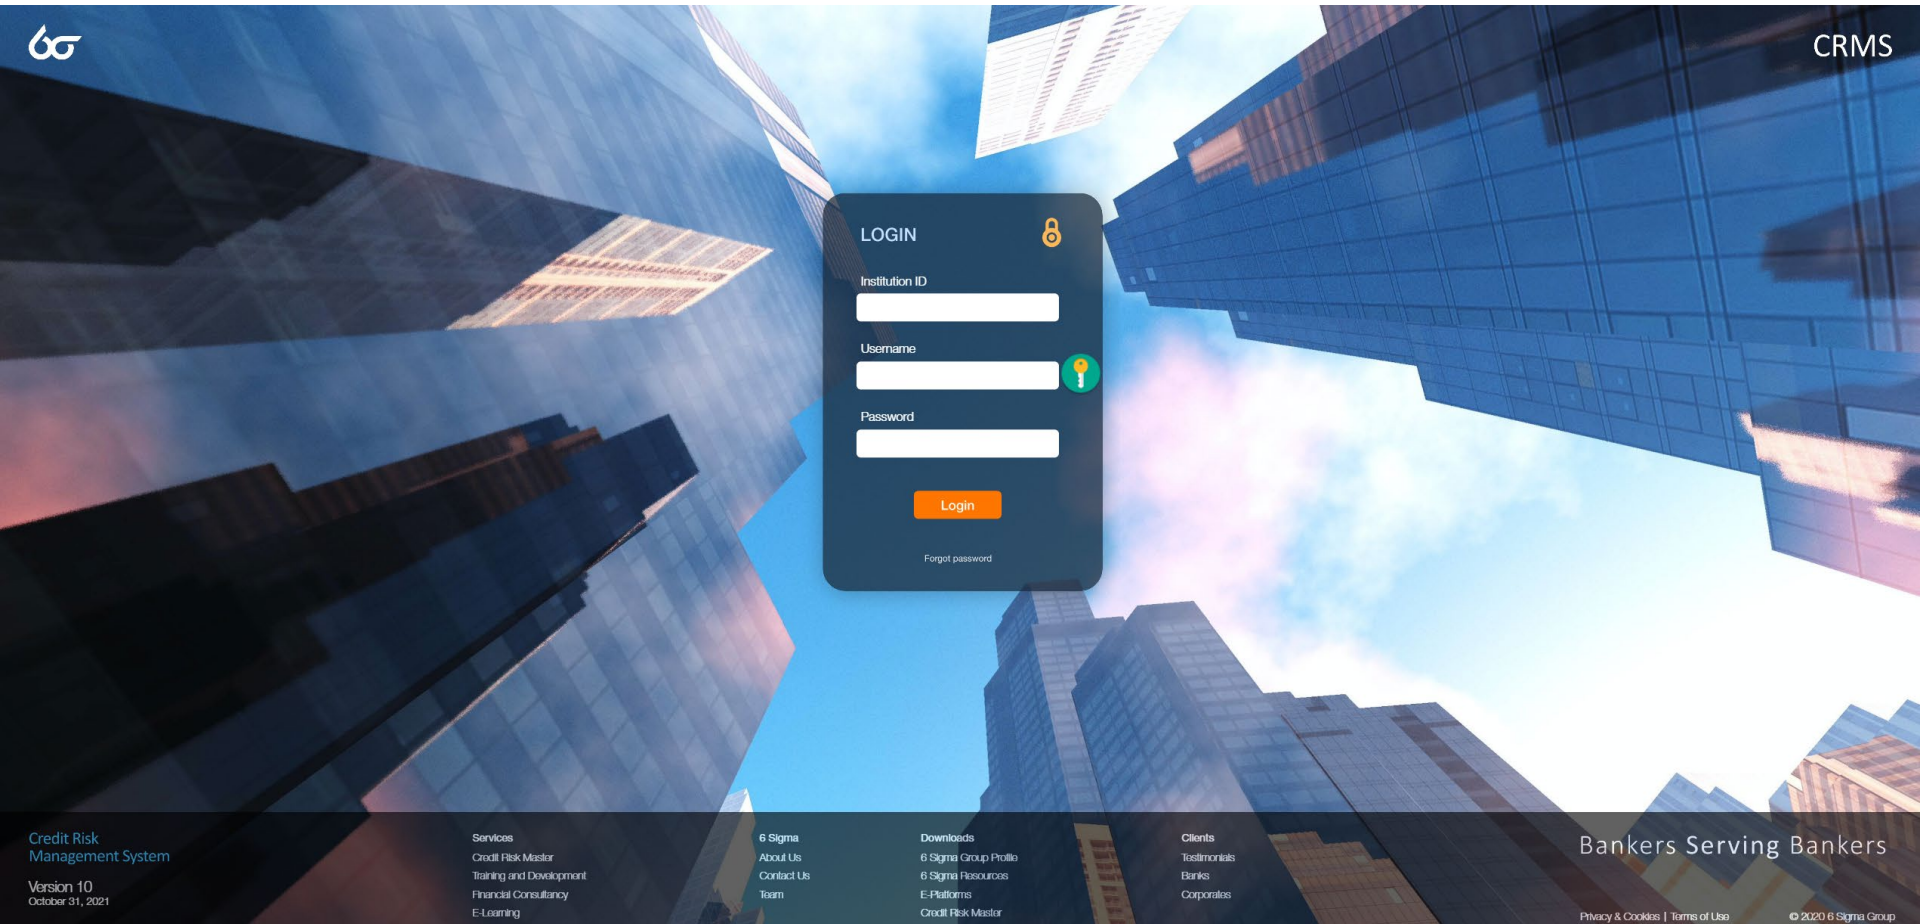 6σ
CRMS
LOGIN
Institution ID
Username
Password
Login
Forgot password
Credit Risk
Management System
Version 10
October 31, 2021
Services
Credit Risk Master
Training and Development
Financial Consultancy
E-Learning
6 Sigma
About Us
Contact Us
Team
Downloads
6 Sigma Group Profile
6 Sigma Resources
E-Platforms
Credit Risk Master
Clients
Testimonials
Banks
Corporates
Bankers Serving Bankers
Privacy & Cookies | Terms of Use
© 2020 6 Sigma Group